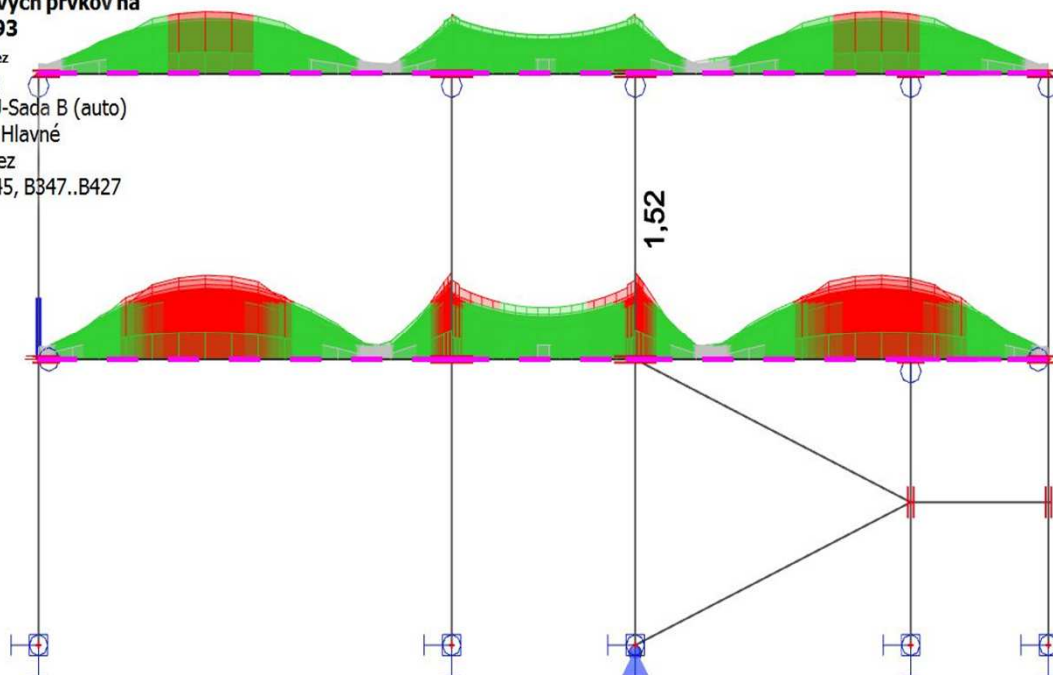 vých prvkov na
93
ez
-Sada B (auto)
Hlavné
ez
45, B347..B427
1,52